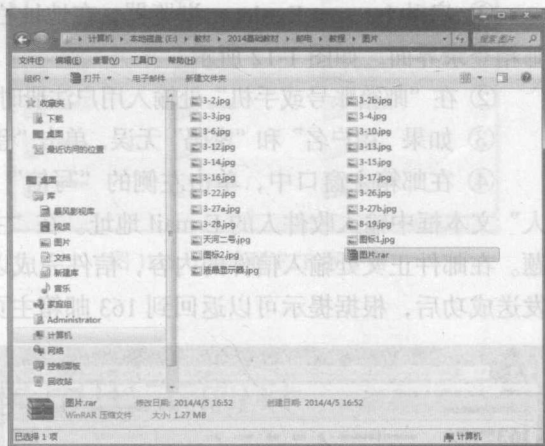 计算机 ▸ 本地磁盘 (E:) ▸ 教材 ▸ 2014基础教材 ▸ 邮电 ▸ 教程 ▸ 图片
搜索 图片
文件(F) 编辑(E) 查看(V) 工具(T) 帮助(H)
组织 打开 电子邮件 新建文件夹
收藏夹
下载
桌面
最近访问的位置
桌面
库
暴风影视库
视频
图片
文档
新建库
音乐
家庭组
Administrator
计算机
网络
控制面板
回收站
3-2.jpg
3-3.jpg
3-6.jpg
3-12.jpg
3-14.jpg
3-16.jpg
3-22.jpg
3-27a.jpg
3-28.jpg
天河二号.jpg
图标2.jpg
液晶显示器.jpg
3-2b.jpg
3-4.jpg
3-10.jpg
3-13.jpg
3-15.jpg
3-17.jpg
3-26.jpg
3-27b.jpg
8-19.jpg
图标1.jpg
图片.rar
图片.rar 修改日期: 2014/4/5 16:52 创建日期: 2014/4/5 16:52
WinRAR 压缩文件 大小: 1.27 MB
已选择 1 项 计算机